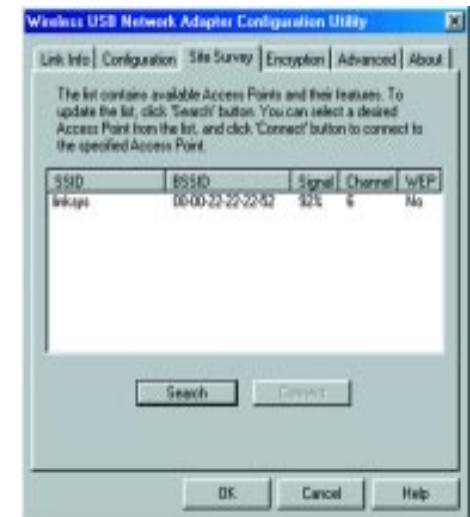 Wireless USB Network Adapter Configuration Utility
Link Info Configuration Site Survey Encryption Advanced About
The list contains available Access Points and their features. To
update the list, click 'Search' button. You can select a desired
Access Point from the list, and click 'Connect' button to connect to
the specified Access Point.
SSID BSSID Signal Channel WEP
linksys 00-00-22-22-22-52 92% 6 No
Search Connect
OK Cancel Help